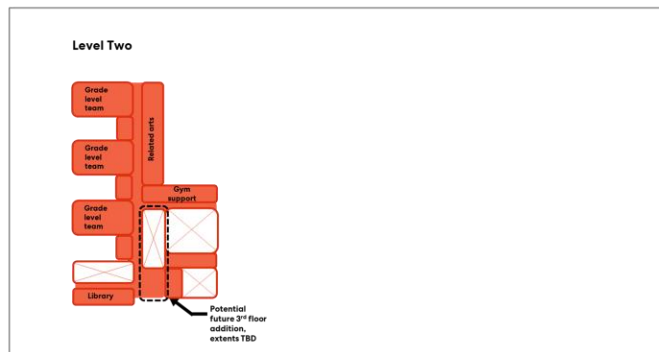 Level Two
Grade
level
team
Related arts
Grade
level
team
Gym
support
Grade
level
team
Library
Potential
future 3rd floor
addition,
extents TBD